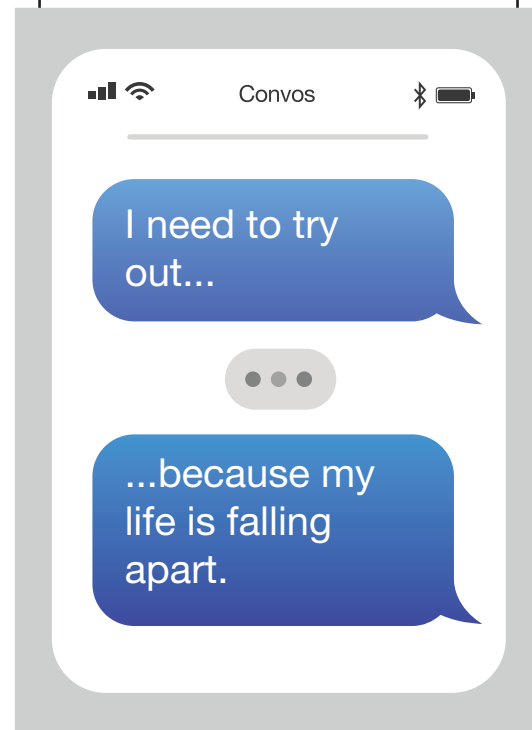 Convos
I need to try
out...
...because my
life is falling
apart.